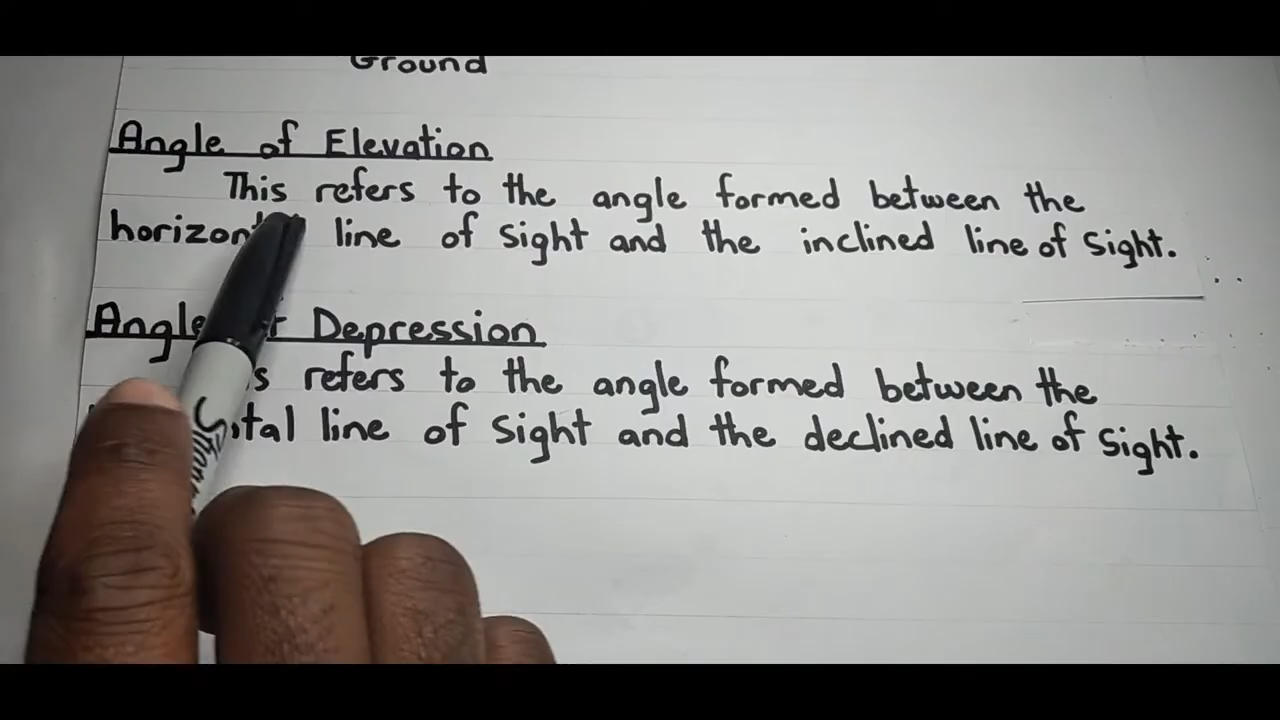 Ground
Angle of Elevation
This refers to the angle formed between the
line of sight and the inclined line of sight.
Angle Depression
refers to the angle formed between the
line of sight and the declined line of sight.